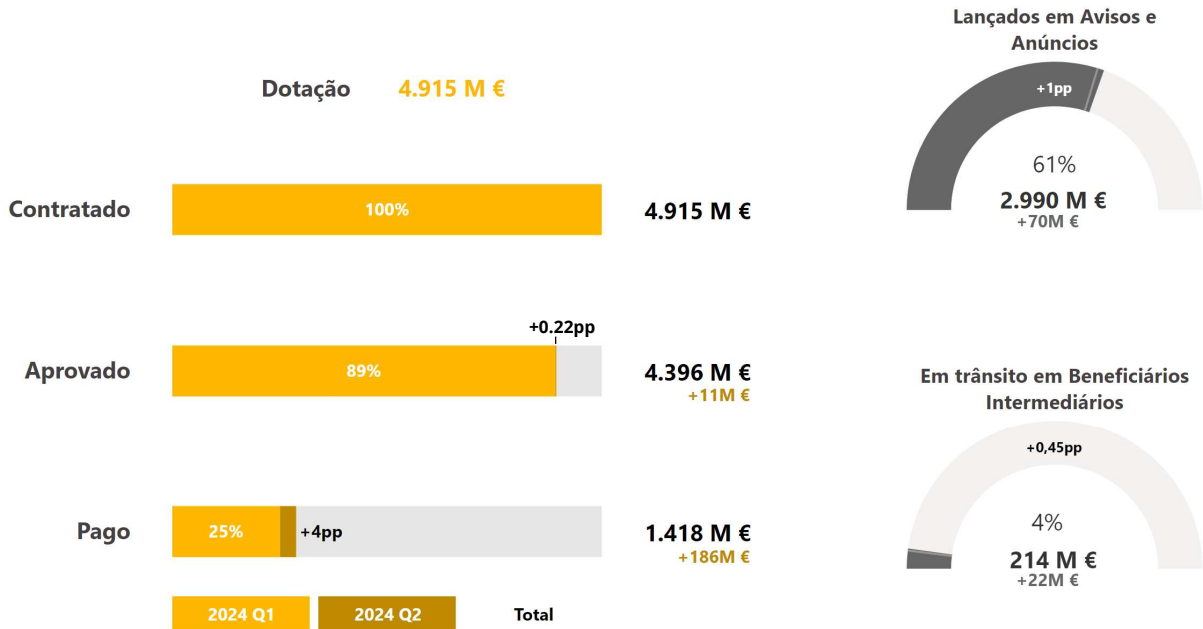 Dotação 4.915 M €
Contratado 100% 4.915 M €
+0.22pp
Aprovado 89% 4.396 M €
+11M €
Pago 25% +4pp 1.418 M €
+186M €
2024 Q1 2024 Q2 Total
Lançados em Avisos e
Anúncios
+1pp
61%
2.990 M €
+70M €
Em trânsito em Beneficiários
Intermediários
+0,45pp
4%
214 M €
+22M €